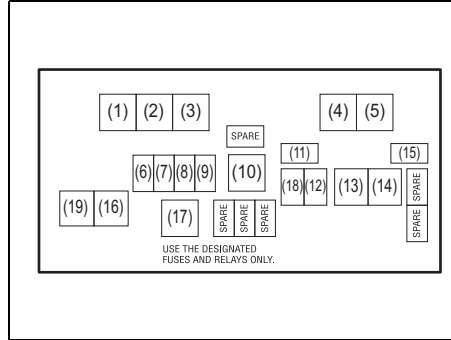 (1) (2) (3) (4) (5)
SPARE
(11) (15)
(6) (7) (8) (9) (10)
(18) (12) (13) (14) SPARE
(19) (16) (17) SPARE SPARE SPARE SPARE
USE THE DESIGNATED
FUSES AND RELAYS ONLY.